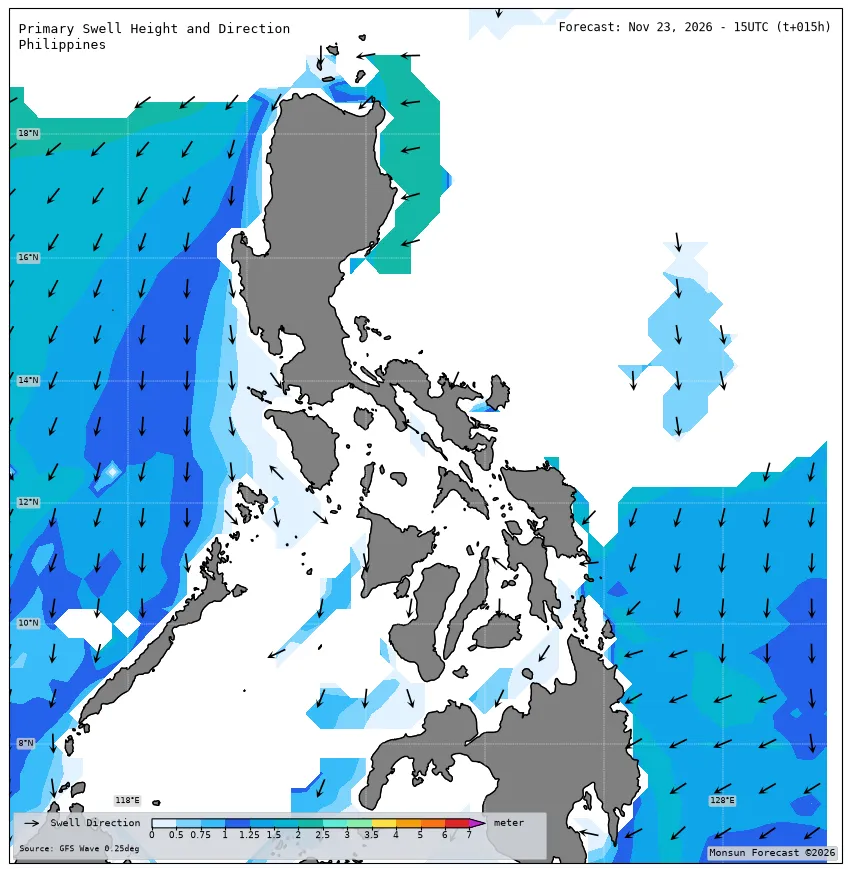 Primary Swell Height and Direction
Philippines
Forecast: Nov 23, 2026 - 15UTC (t+015h)
18°N
16°N
14°N
12°N
10°N
8°N
118°E
128°E
Swell Direction
0 0.5 0.75 1 1.25 1.5 2 2.5 3 3.5 4 5 6 7
meter
Source: GFS Wave 0.25deg
Monsun Forecast ©2026